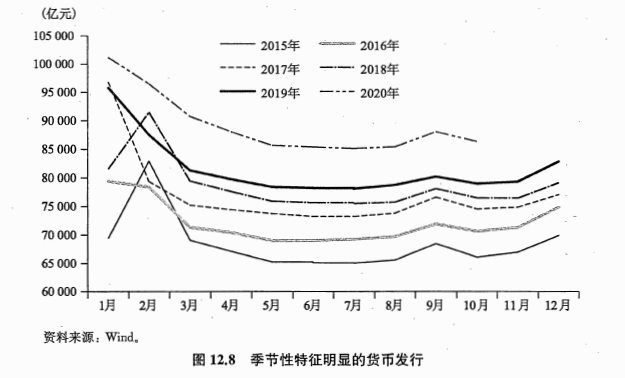 (亿元)
105 000
100 000
95 000
90 000
85 000
80 000
75 000
70 000
65 000
60 000
2015年 2016年
2017年 2018年
2019年 2020年
1月 2月 3月 4月 5月 6月 7月 8月 9月 10月 11月 12月
资料来源：Wind。
图 12.8 季节性特征明显的货币发行